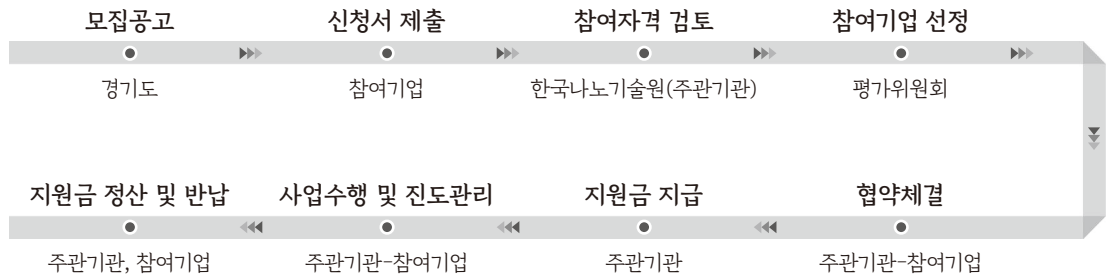 모집공고 신청서 제출 참여자격 검토 참여기업 선정
경기도 참여기업 한국나노기술원(주관기관) 평가위원회
지원금 정산 및 반납 사업수행 및 진도관리 지원금 지급 협약체결
주관기관, 참여기업 주관기관-참여기업 주관기관 주관기관-참여기업